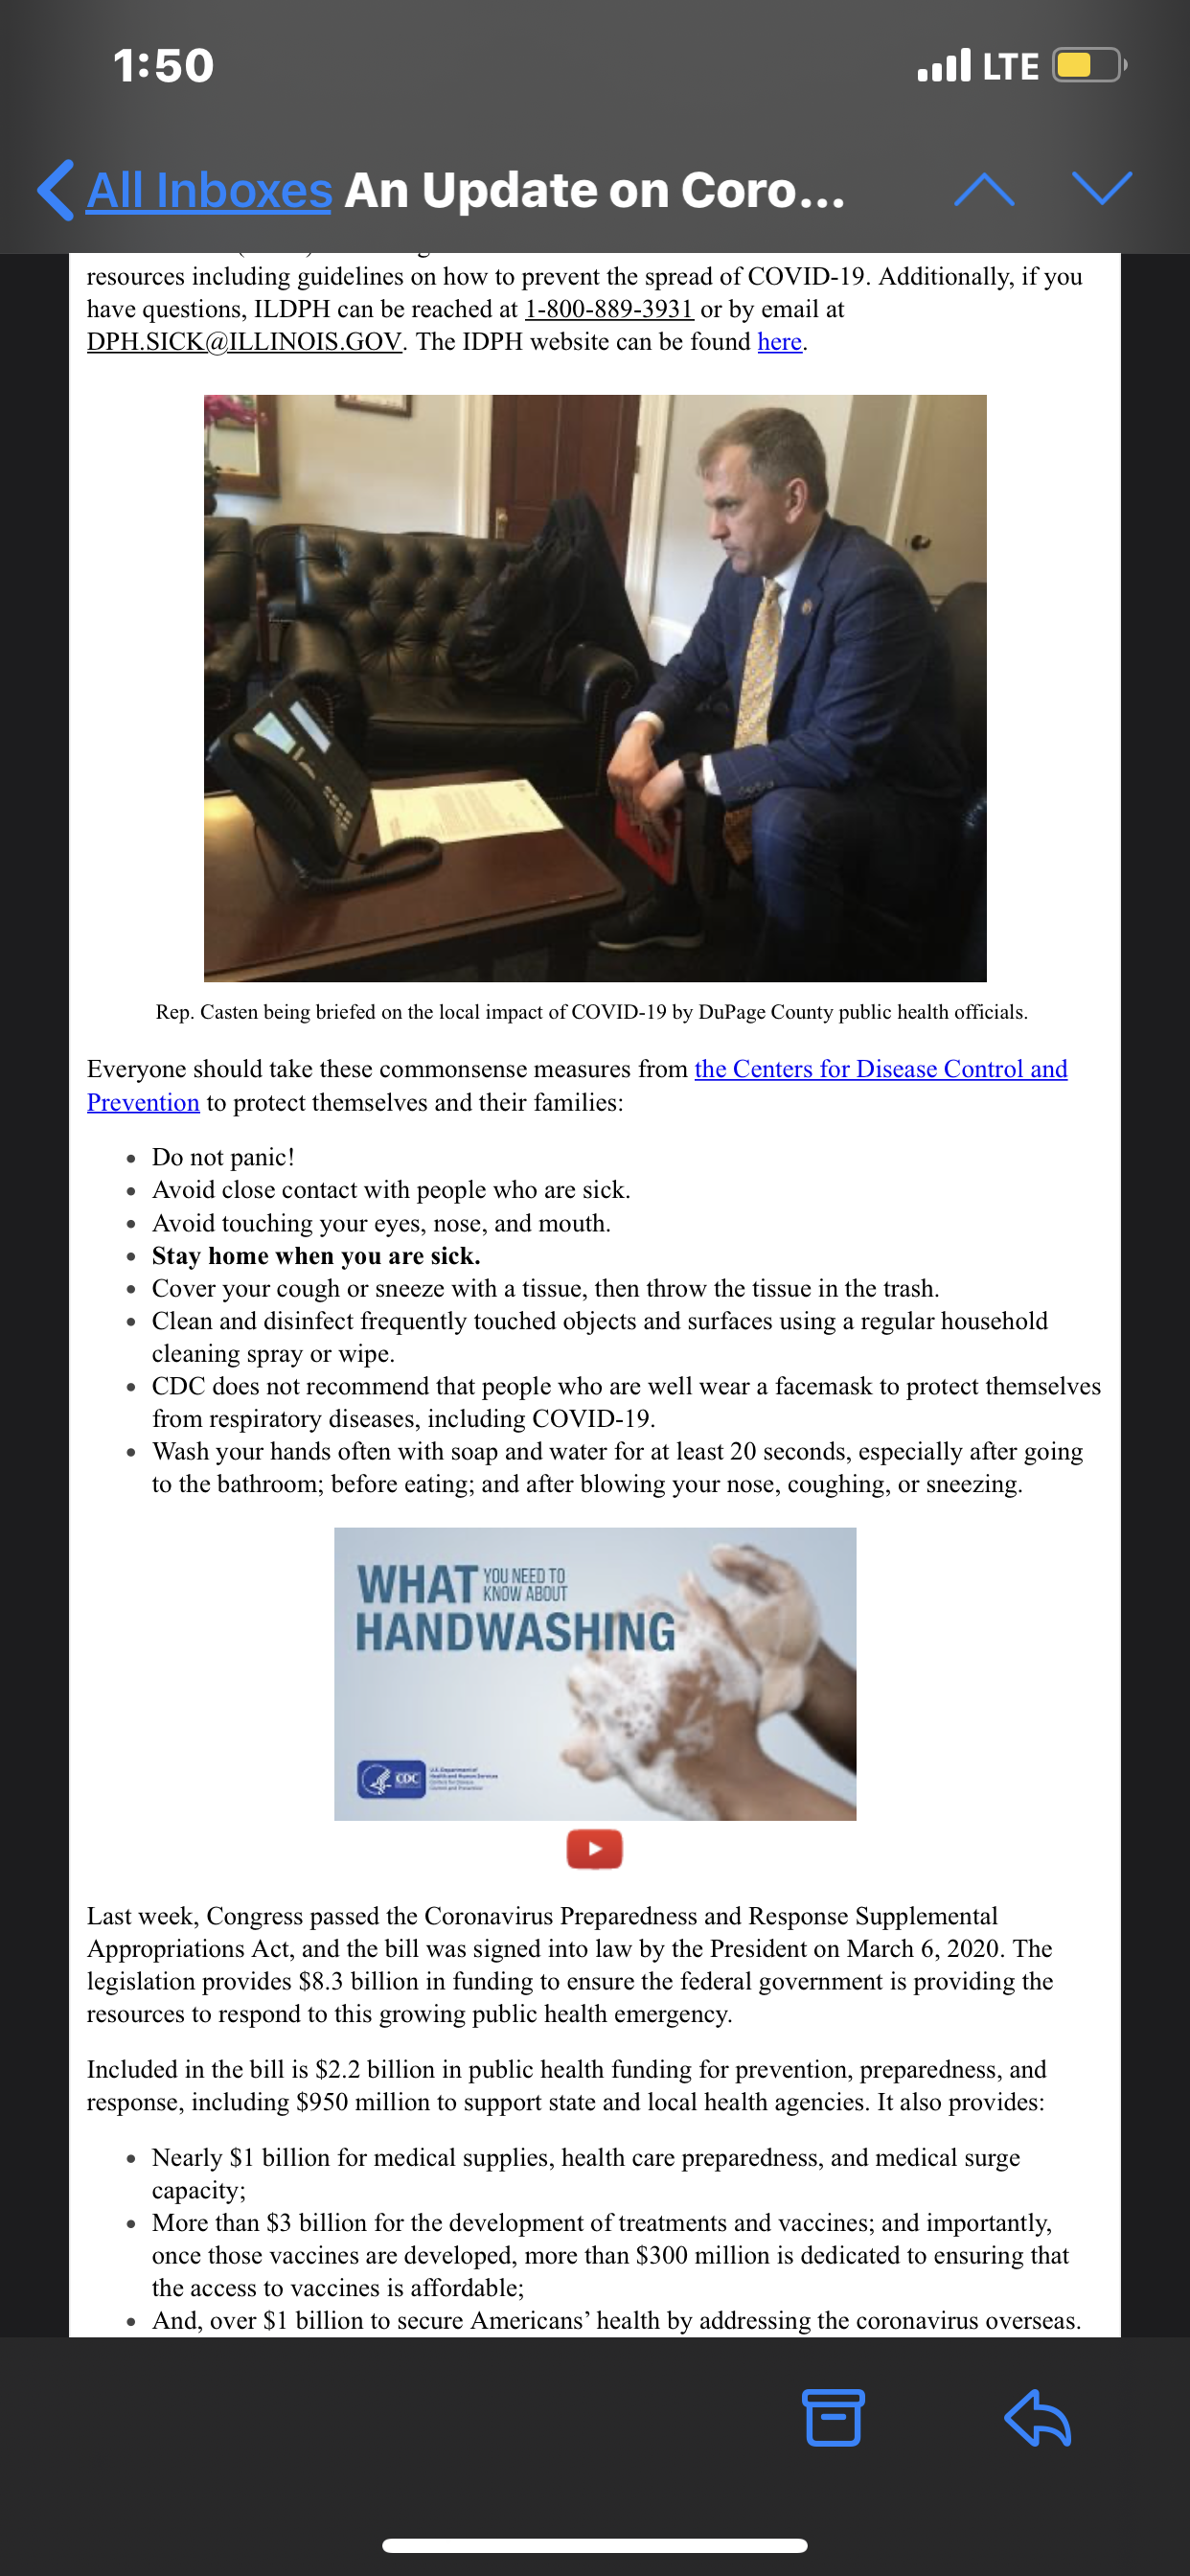 1:50
LTE
All Inboxes An Update on Coro...
resources including guidelines on how to prevent the spread of COVID-19. Additionally, if you
have questions, ILDPH can be reached at 1-800-889-3931 or by email at
DPH.SICK@ILLINOIS.GOV. The IDPH website can be found here.
Rep. Casten being briefed on the local impact of COVID-19 by DuPage County public health officials.
Everyone should take these commonsense measures from the Centers for Disease Control and
Prevention to protect themselves and their families:
• Do not panic!
• Avoid close contact with people who are sick.
• Avoid touching your eyes, nose, and mouth.
• Stay home when you are sick.
• Cover your cough or sneeze with a tissue, then throw the tissue in the trash.
• Clean and disinfect frequently touched objects and surfaces using a regular household
cleaning spray or wipe.
• CDC does not recommend that people who are well wear a facemask to protect themselves
from respiratory diseases, including COVID-19.
• Wash your hands often with soap and water for at least 20 seconds, especially after going
to the bathroom; before eating; and after blowing your nose, coughing, or sneezing.
WHAT YOU NEED TO
KNOW ABOUT
HANDWASHING
CDC
U.S. Department of
Health and Human Services
Centers for Disease
Control and Prevention
Last week, Congress passed the Coronavirus Preparedness and Response Supplemental
Appropriations Act, and the bill was signed into law by the President on March 6, 2020. The
legislation provides $8.3 billion in funding to ensure the federal government is providing the
resources to respond to this growing public health emergency.
Included in the bill is $2.2 billion in public health funding for prevention, preparedness, and
response, including $950 million to support state and local health agencies. It also provides:
• Nearly $1 billion for medical supplies, health care preparedness, and medical surge
capacity;
• More than $3 billion for the development of treatments and vaccines; and importantly,
once those vaccines are developed, more than $300 million is dedicated to ensuring that
the access to vaccines is affordable;
• And, over $1 billion to secure Americans’ health by addressing the coronavirus overseas.